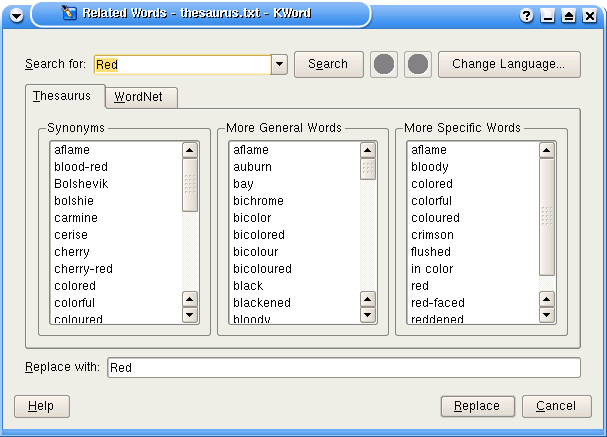 Related Words - thesaurus.txt - KWord
Search for: Red Search Change Language...
Thesaurus WordNet
Synonyms
aflame
blood-red
Bolshevik
bolshie
carmine
cerise
cherry
cherry-red
colored
colorful
coloured
More General Words
aflame
auburn
bay
bichrome
bicolor
bicolored
bicolour
bicoloured
black
blackened
bloody
More Specific Words
aflame
bloody
colored
colorful
coloured
crimson
flushed
in color
red
red-faced
reddened
Replace with: Red
Help Replace Cancel